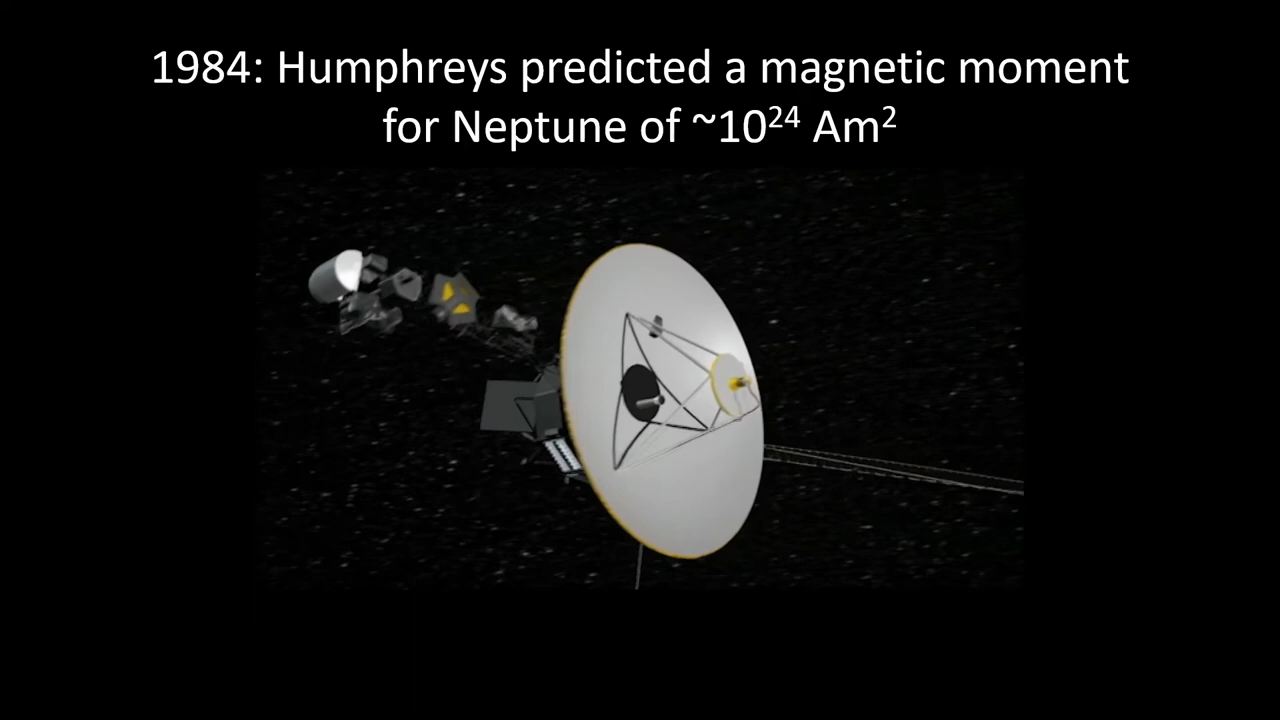 1984: Humphreys predicted a magnetic moment
for Neptune of ~10²⁴ Am²